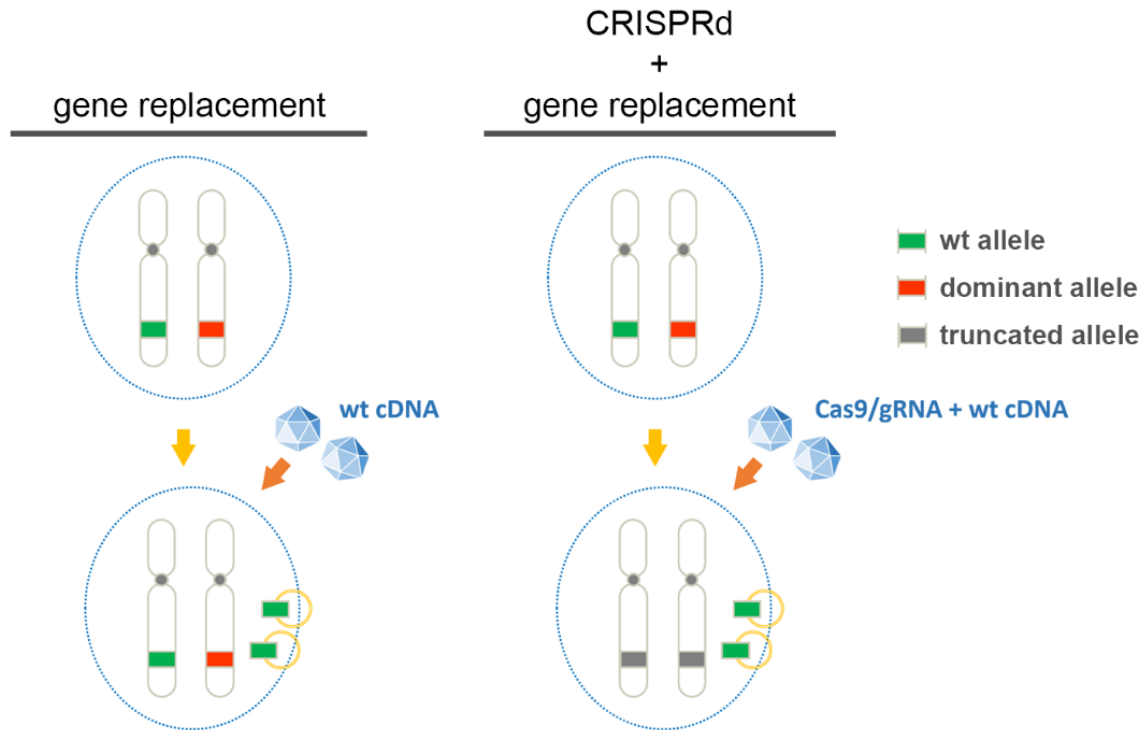 gene replacement
CRISPRd
+
gene replacement
wt cDNA
Cas9/gRNA + wt cDNA
wt allele
dominant allele
truncated allele